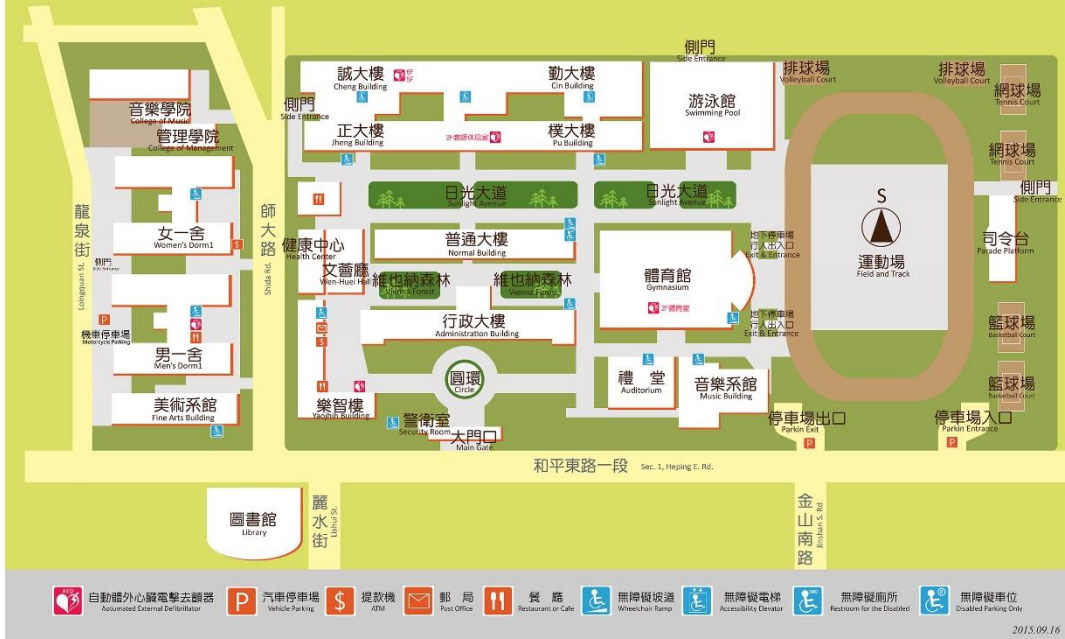 側門
Side Entrance
誠大樓
Cheng Building
6F
5F
勤大樓
Cin Building
游泳館
Swimming Pool
排球場
Volleyball Court
排球場
Volleyball Court
網球場
Tennis Court
音樂學院
College of Music
管理學院
College of Management
側門
Side Entrance
正大樓
Jheng Building
樸大樓
Pu Building
網球場
Tennis Court
側門
Side Entrance
日光大道
Sunlight Avenue
日光大道
Sunlight Avenue
S
龍泉街
師大路
Shida Rd.
女一舍
Women's Dorm1
健康中心
Health Center
文薈廳
Wen-Huei Hall
普通大樓
Normal Building
地下停車場
行人出入口
Exit & Entrance
司令台
Parade Platform
運動場
Field and Track
側門
Side Entrance
維也納森林
Vienna Forest
維也納森林
Vienna Forest
體育館
Gymnasium
2F體育室
機車停車場
Motorcycle Parking
行政大樓
Administration Building
地下停車場
行人出入口
Exit & Entrance
籃球場
Basketball Court
男一舍
Men's Dorm1
圓環
Circle
禮 堂
Auditorium
音樂系館
Music Building
籃球場
Basketball Court
美術系館
Fine Arts Building
樂智樓
警衛室
Security Room
大門口
Main Gate
停車場出口
Parkin Exit
停車場入口
Parkin Entrance
P
P
P
和平東路一段 Sec. 1, Heping E. Rd.
圖書館
Library
麗水街
Lishui St.
金山南路
Jinshan S. Rd
AED
自動體外心臟電擊去顫器
Automated External Defibrillator
P
汽車停車場
Vehicle Parking
$
提款機
ATM
郵 局
Post Office
餐 廳
Restaurant or Cafe
無障礙坡道
Wheelchair Ramp
無障礙電梯
Accessibility Elevator
無障礙廁所
Restroom for the Disabled
無障礙車位
Disabled Parking Only
2015.09.16